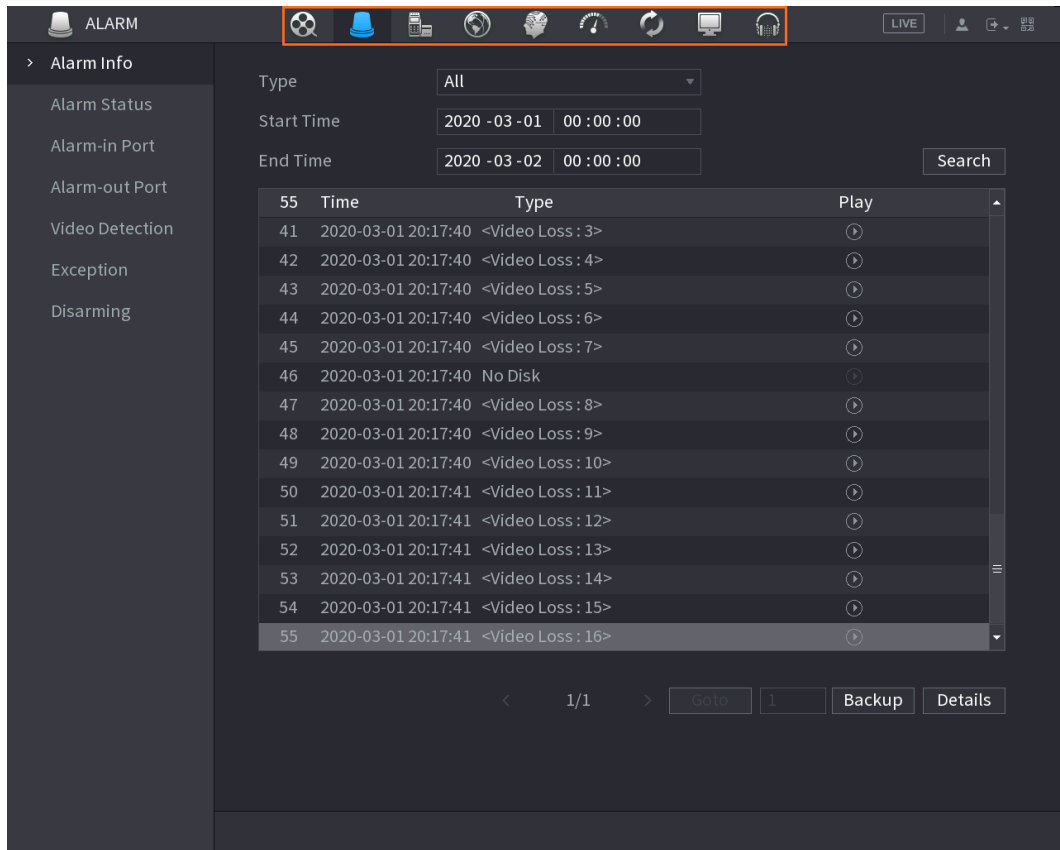 ALARM LIVE
> Alarm Info
Alarm Status
Alarm-in Port
Alarm-out Port
Video Detection
Exception
Disarming
Type All
Start Time 2020 -03 -01 00 : 00 : 00
End Time 2020 -03 -02 00 : 00 : 00 Search
55 Time Type Play
41 2020-03-01 20:17:40 <Video Loss : 3>
42 2020-03-01 20:17:40 <Video Loss : 4>
43 2020-03-01 20:17:40 <Video Loss : 5>
44 2020-03-01 20:17:40 <Video Loss : 6>
45 2020-03-01 20:17:40 <Video Loss : 7>
46 2020-03-01 20:17:40 No Disk
47 2020-03-01 20:17:40 <Video Loss : 8>
48 2020-03-01 20:17:40 <Video Loss : 9>
49 2020-03-01 20:17:40 <Video Loss : 10>
50 2020-03-01 20:17:41 <Video Loss : 11>
51 2020-03-01 20:17:41 <Video Loss : 12>
52 2020-03-01 20:17:41 <Video Loss : 13>
53 2020-03-01 20:17:41 <Video Loss : 14>
54 2020-03-01 20:17:41 <Video Loss : 15>
55 2020-03-01 20:17:41 <Video Loss : 16>
< 1/1 > Goto 1 Backup Details